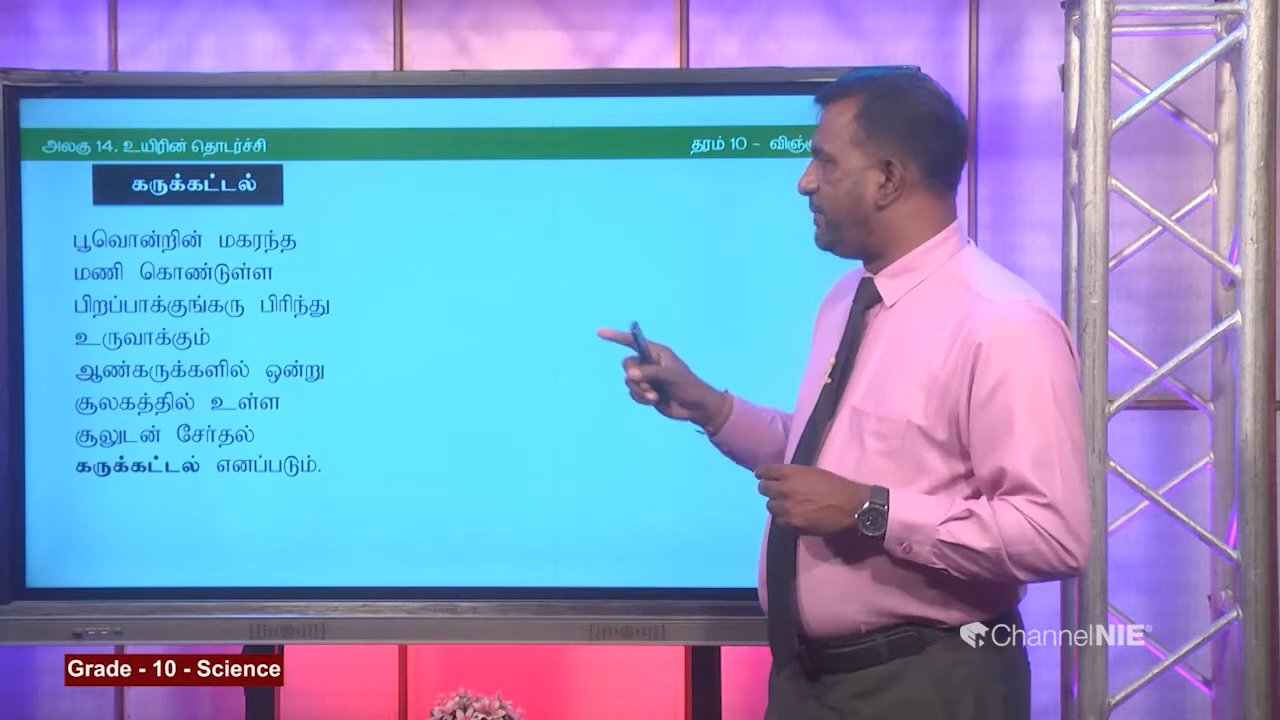 அலகு 14. உயிரின் தொடர்ச்சி
தரம் 10 -
கருக்கட்டல்
பூவொன்றின் மகரந்த
மணி கொண்டுள்ள
பிறப்பாக்குங்கரு பிரிந்து
உருவாக்கும்
ஆண்கருக்களில் ஒன்று
சூலகத்தில் உள்ள
சூலுடன் சேர்தல்
கருக்கட்டல் எனப்படும்.
ChannelNIE®
Grade - 10 - Science